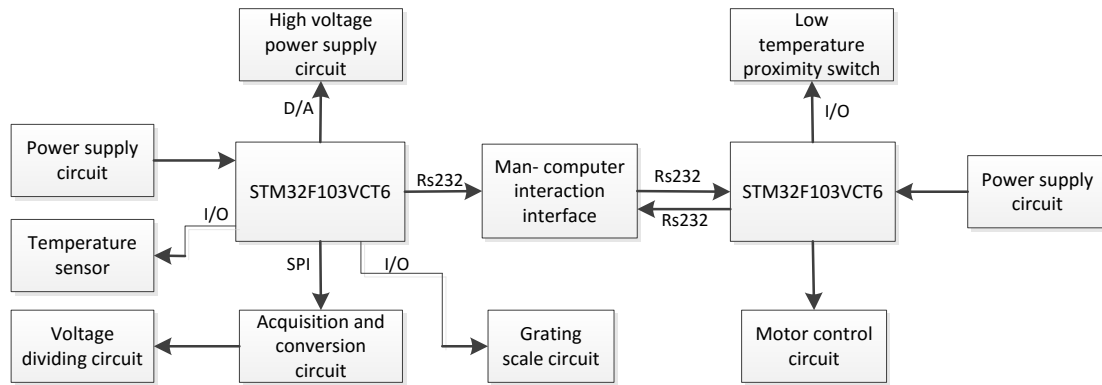 High voltage
power supply
circuit
Low
temperature
proximity switch
D/A
I/O
Power supply
circuit
STM32F103VCT6
Rs232
Man- computer
interaction
interface
Rs232
Rs232
STM32F103VCT6
Power supply
circuit
I/O
Temperature
sensor
SPI
I/O
Voltage
dividing circuit
Acquisition and
conversion
circuit
Grating
scale circuit
Motor control
circuit